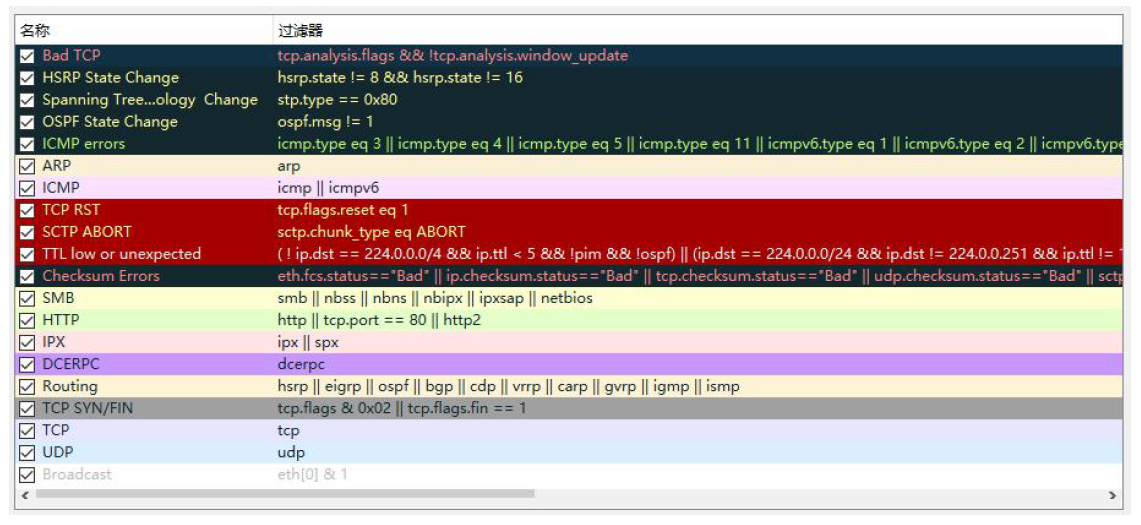 名称 过滤器
Bad TCP tcp.analysis.flags && !tcp.analysis.window_update
HSRP State Change hsrp.state != 8 && hsrp.state != 16
Spanning Tree...ology Change stp.type == 0x80
OSPF State Change ospf.msg != 1
ICMP errors icmp.type eq 3 || icmp.type eq 4 || icmp.type eq 5 || icmp.type eq 11 || icmpv6.type eq 1 || icmpv6.type eq 2 || icmpv6.type
ARP arp
ICMP icmp || icmpv6
TCP RST tcp.flags.reset eq 1
SCTP ABORT sctp.chunk_type eq ABORT
TTL low or unexpected ( ! ip.dst == 224.0.0.0/4 && ip.ttl < 5 && !pim && !ospf) || (ip.dst == 224.0.0.0/24 && ip.dst != 224.0.0.251 && ip.ttl != 1
Checksum Errors eth.fcs.status=="Bad" || ip.checksum.status=="Bad" || tcp.checksum.status=="Bad" || udp.checksum.status=="Bad" || sctp
SMB smb || nbss || nbns || nbipx || ipxsap || netbios
HTTP http || tcp.port == 80 || http2
IPX ipx || spx
DCERPC dcerpc
Routing hsrp || eigrp || ospf || bgp || cdp || vrrp || carp || gvrp || igmp || ismp
TCP SYN/FIN tcp.flags & 0x02 || tcp.flags.fin == 1
TCP tcp
UDP udp
Broadcast eth[0] & 1